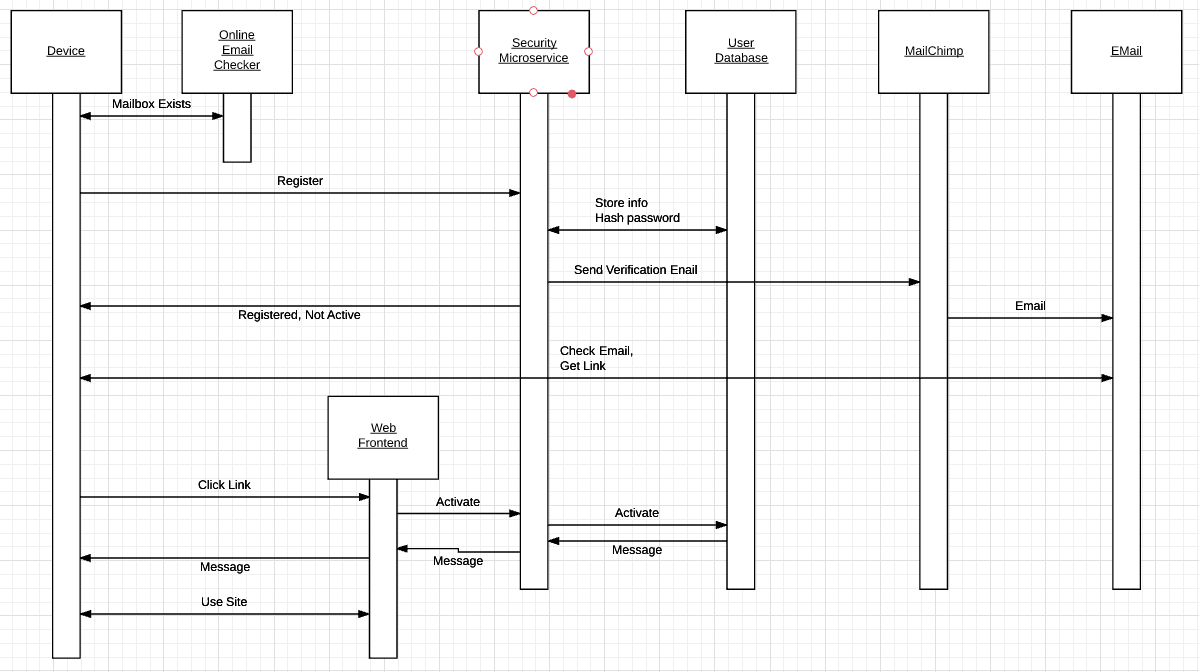 Device
Online
Email
Checker
Security
Microservice
User
Database
MailChimp
EMail
Mailbox Exists
Register
Store info
Hash password
Send Verification Enail
Registered, Not Active
Email
Check Email,
Get Link
Web
Frontend
Click Link
Activate
Activate
Message
Message
Message
Use Site